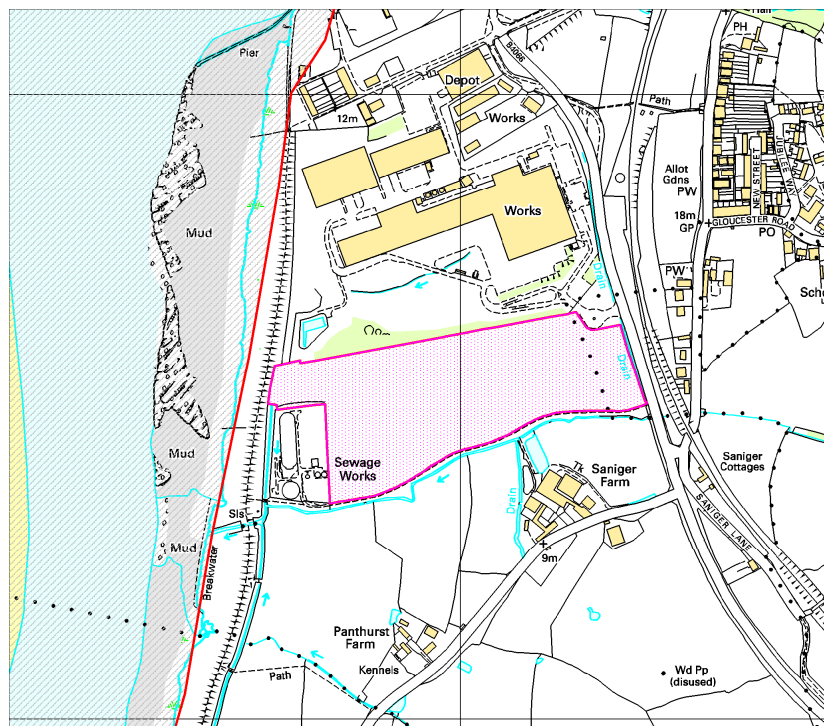 Pier
Depot
B4066
PH
12m
Works
Path
JUBILEE WAY
NEW STREET
Allot
Gdns
PW
18m
GP
GLOUCESTER ROAD
PO
Mud
Works
Drain
PW
Drain
Mud
Sewage
Works
Saniger
Cottages
Tk
Saniger
Farm
Sls
SANIGER LANE
Drain
Mud
9m
Breakwater
Panthurst
Farm
Kennels
Path
Wd Pp
(disused)